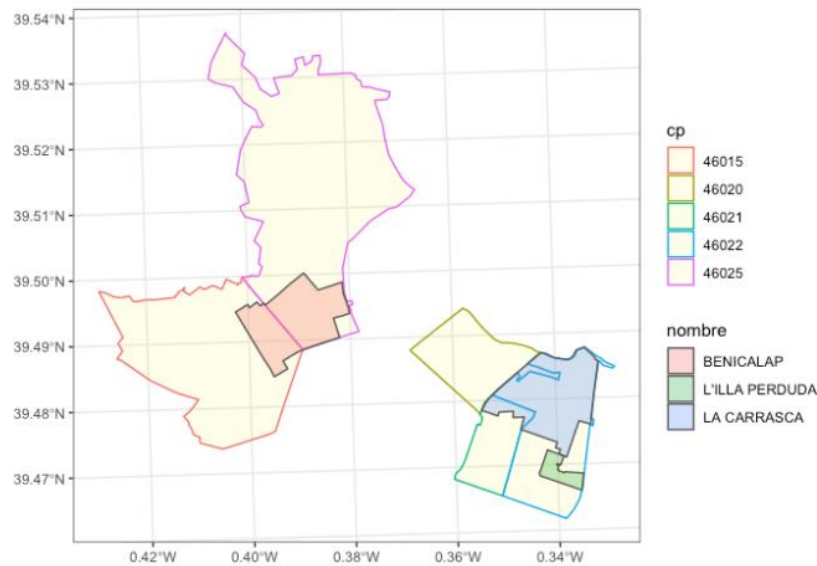 39.54°N
39.53°N
39.52°N
39.51°N
39.50°N
39.49°N
39.48°N
39.47°N
0.42°W
0.40°W
0.38°W
0.36°W
0.34°W
cp
46015
46020
46021
46022
46025
nombre
BENICALAP
L'ILLA PERDUDA
LA CARRASCA